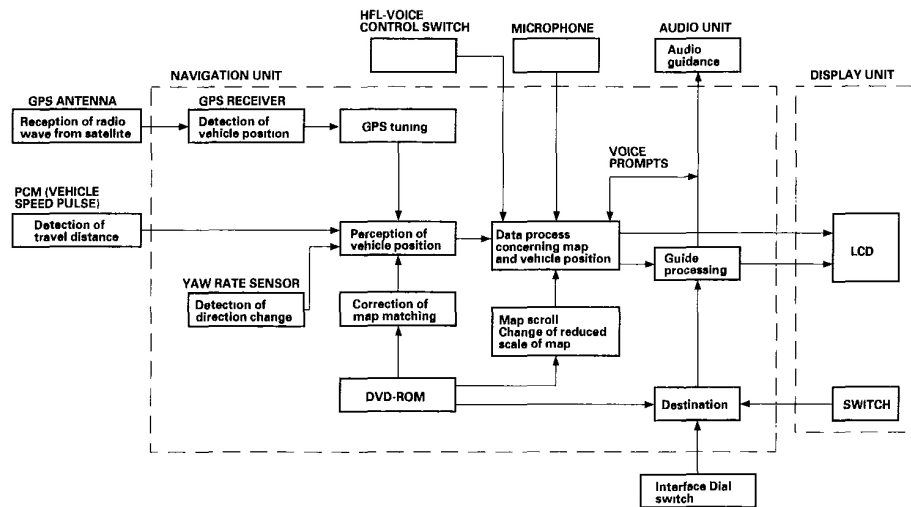 HFL-VOICE
CONTROL SWITCH
MICROPHONE
AUDIO UNIT
Audio
guidance
NAVIGATION UNIT
DISPLAY UNIT
GPS ANTENNA
Reception of radio
wave from satellite
GPS RECEIVER
Detection of
vehicle position
GPS tuning
VOICE
PROMPTS
PCM (VEHICLE
SPEED PULSE)
Detection of
travel distance
Perception of
vehicle position
Data process
concerning map
and vehicle position
Guide
processing
LCD
YAW RATE SENSOR
Detection of
direction change
Correction of
map matching
Map scroll
Change of reduced
scale of map
DVD-ROM
Destination
SWITCH
Interface Dial
switch